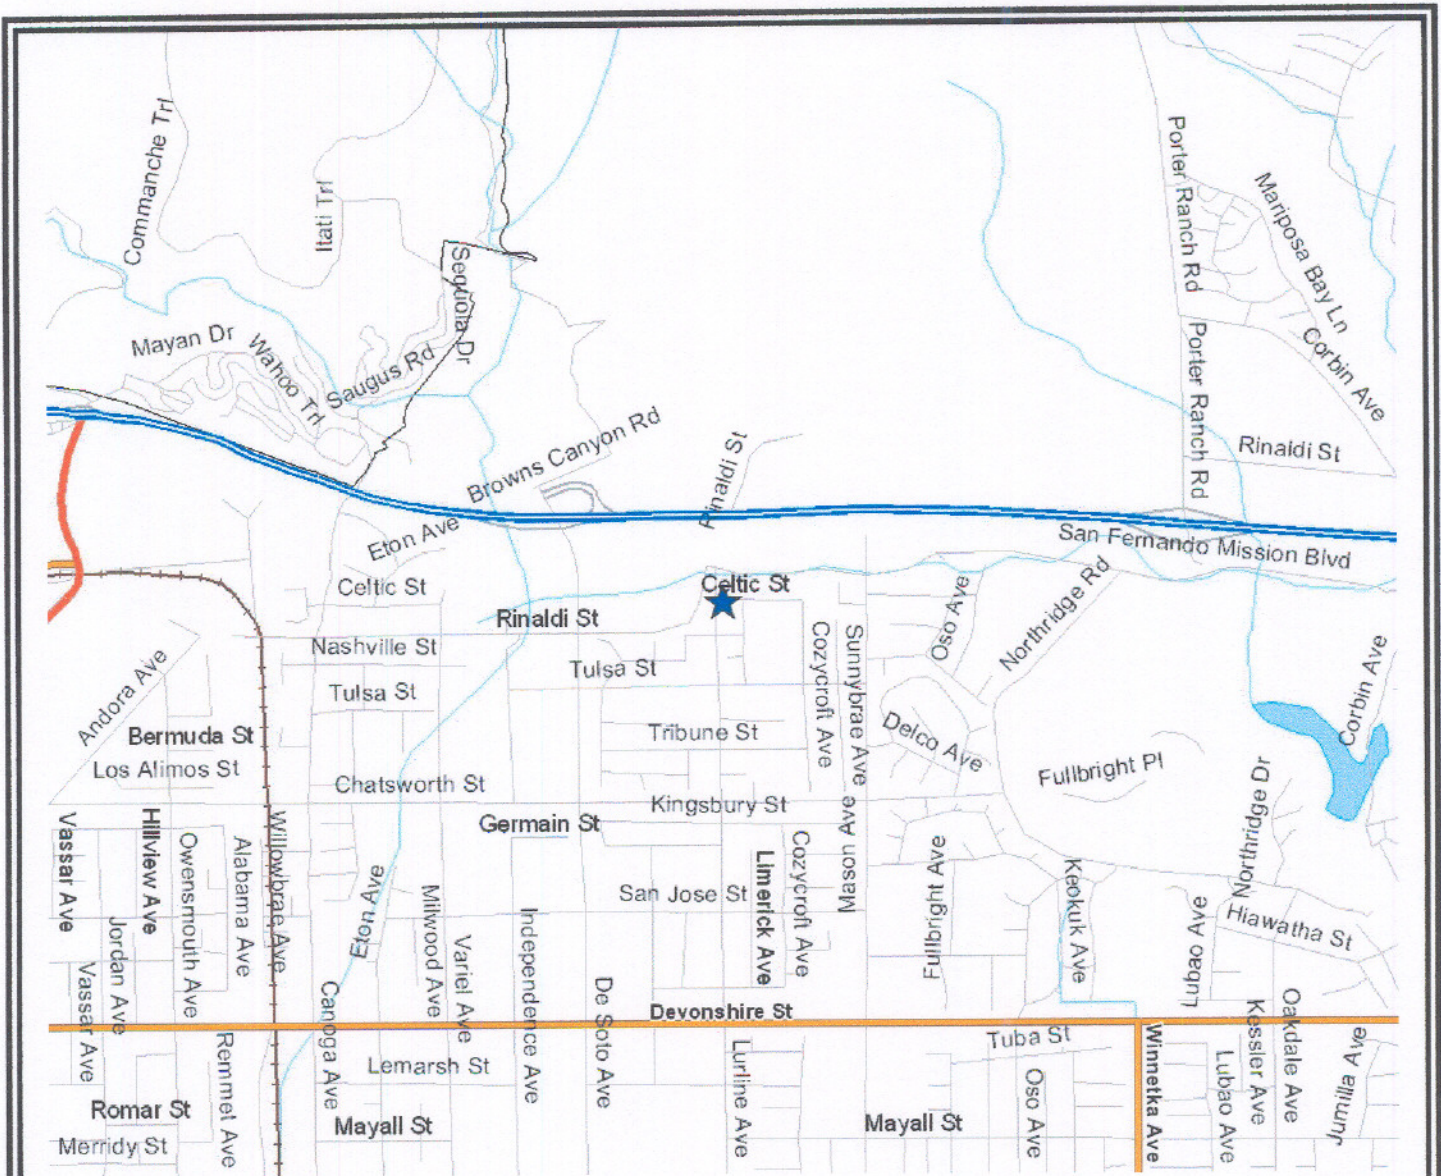 Commanche Trl
Itati Trl
Sequoia Dr
Porter Ranch Rd
Mariposa Bay Ln
Mayan Dr
Wahoo Trl
Saugus Rd
Porter Ranch Rd
Corbin Ave
Browns Canyon Rd
Rinaldi St
Rinaldi St
Eton Ave
San Fernando Mission Blvd
Celtic St
Celtic St
Rinaldi St
Oso Ave
Northridge Rd
Nashville St
Cozycroft Ave
Sunnybrae Ave
Tulsa St
Tulsa St
Andora Ave
Corbin Ave
Bermuda St
Tribune St
Delco Ave
Los Alimos St
Fullbright Pl
Chatsworth St
Kingsbury St
Northridge Dr
Germain St
Vassar Ave
Hillview Ave
Owensmouth Ave
Alabama Ave
Willowbrae Ave
Eton Ave
Milwood Ave
San Jose St
Limerick Ave
Cozycroft Ave
Mason Ave
Fullbright Ave
Keokuk Ave
Lubao Ave
Hiawatha St
Jordan Ave
Vassar Ave
Variel Ave
Independence Ave
De Soto Ave
Canoga Ave
Devonshire St
Tuba St
Kessler Ave
Oakdale Ave
Remmet Ave
Lemarsh St
Lurline Ave
Oso Ave
Winnetka Ave
Lubao Ave
Jumilla Ave
Romar St
Mayall St
Mayall St
Merridy St